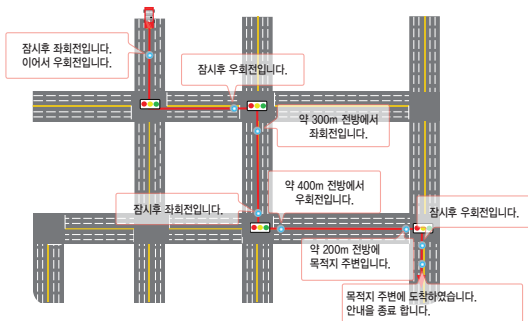 잠시후 좌회전입니다.
이어서 우회전입니다.
잠시후 우회전입니다.
약 300m 전방에서
좌회전입니다.
약 400m 전방에서
우회전입니다.
잠시후 좌회전입니다.
잠시후 우회전입니다.
약 200m 전방에
목적지 주변입니다.
목적지 주변에 도착하였습니다.
안내을 종료 합니다.